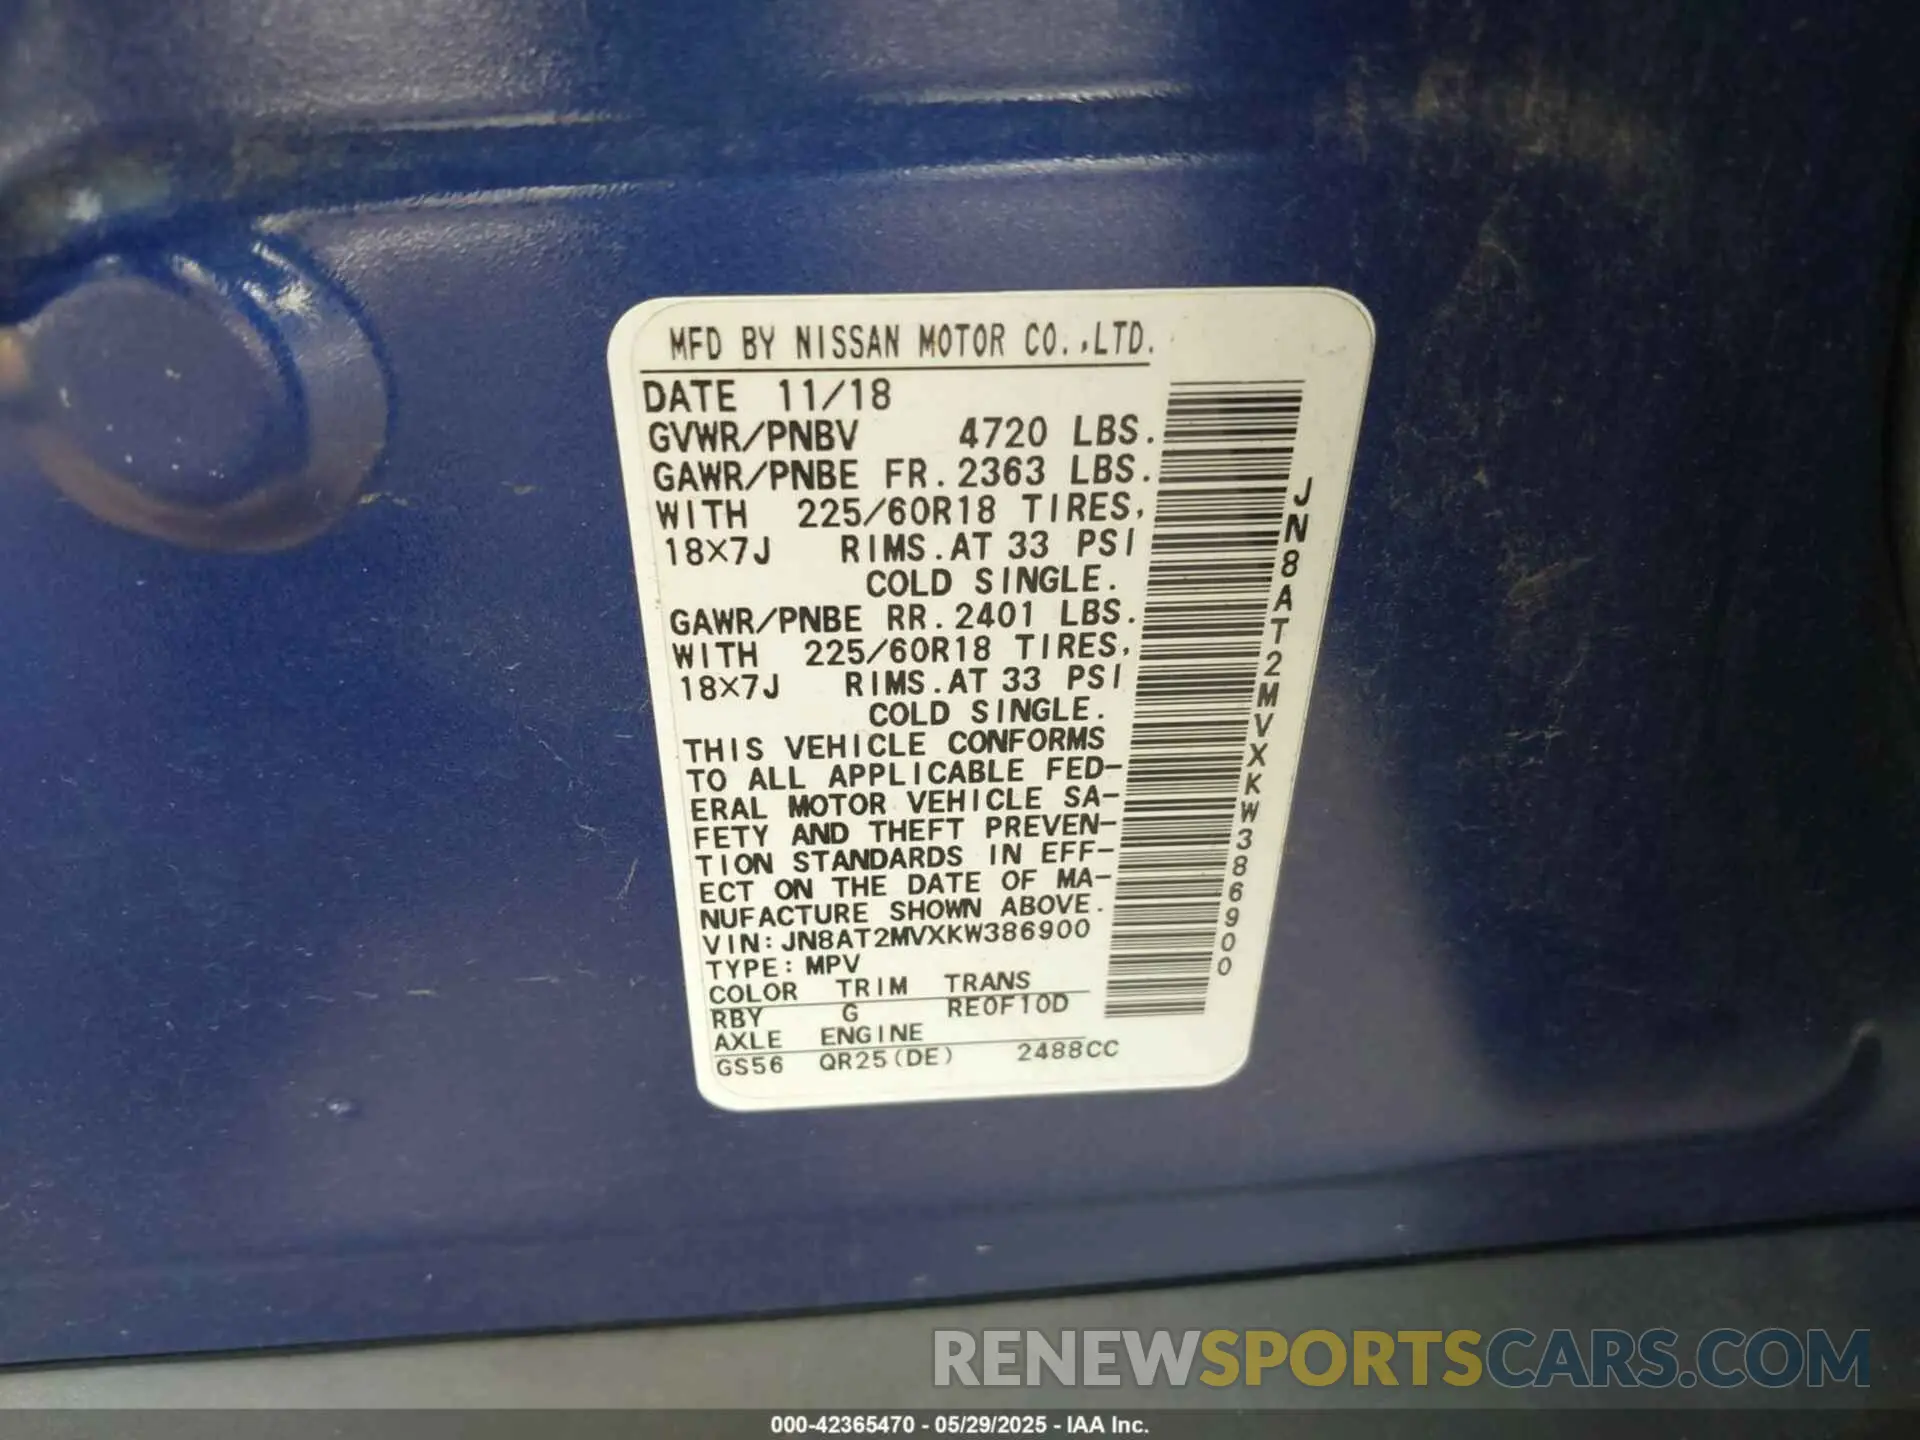 MFD BY NISSAN MOTOR CO.,LTD.
DATE 11/18
GVWR/PNBV 4720 LBS.
GAWR/PNBE FR. 2363 LBS.
WITH 225/60R18 TIRES,
18×7J RIMS. AT 33 PSI
COLD SINGLE.
GAWR/PNBE RR. 2401 LBS.
WITH 225/60R18 TIRES,
18×7J RIMS. AT 33 PSI
COLD SINGLE.
THIS VEHICLE CONFORMS
TO ALL APPLICABLE FED-
ERAL MOTOR VEHICLE SA-
FETY AND THEFT PREVEN-
TION STANDARDS IN EFF-
ECT ON THE DATE OF MA-
NUFACTURE SHOWN ABOVE.
VIN: JN8AT2MVXKW386900
TYPE: MPV
COLOR TRIM TRANS
RBY G RE0F10D
AXLE ENGINE
GS56 QR25(DE) 2488CC
JN8AT2MVXKW386900
RENEWSPORTSCARS.COM
000-42365470 - 05/29/2025 - IAA Inc.